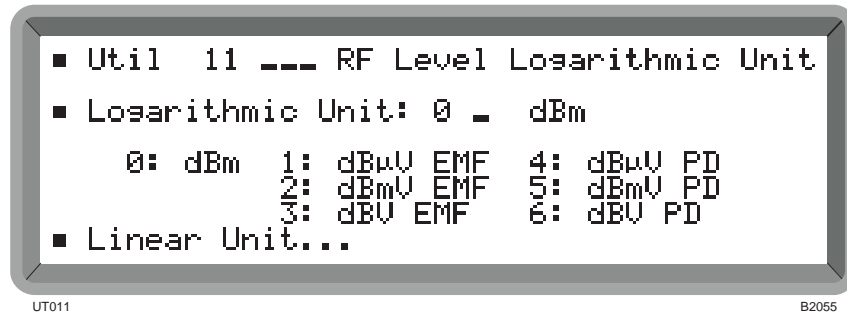 ▪ Util 11 ___ RF Level Logarithmic Unit
▪ Logarithmic Unit: 0 _ dBm
0: dBm 1: dBµV EMF 4: dBµV PD
2: dBmV EMF 5: dBmV PD
3: dBV EMF 6: dBV PD
▪ Linear Unit...
UT011 B2055